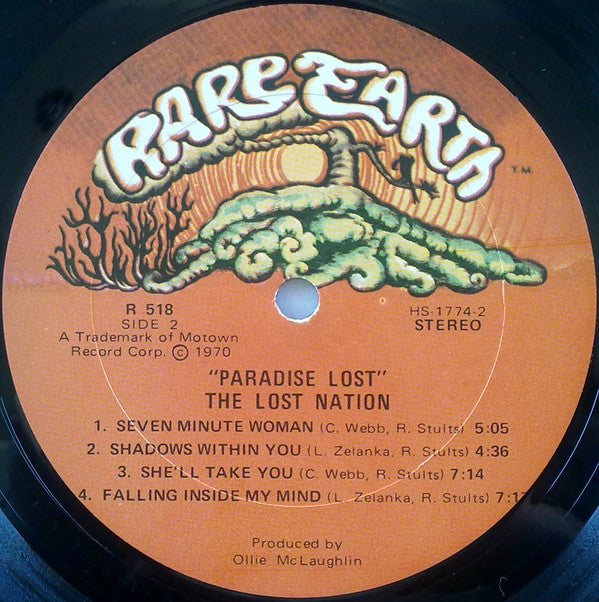 RARE EARTH
T.M.
R 518
SIDE 2
A Trademark of Motown
Record Corp. © 1970
HS-1774-2
STEREO
"PARADISE LOST"
THE LOST NATION
1. SEVEN MINUTE WOMAN (C. Webb, R. Stults) 5:05
2. SHADOWS WITHIN YOU (L. Zelanka, R. Stults) 4:36
3. SHE'LL TAKE YOU (C. Webb, R. Stults) 7:14
4. FALLING INSIDE MY MIND (L. Zelanka, R. Stults)
Produced by
Ollie McLaughlin